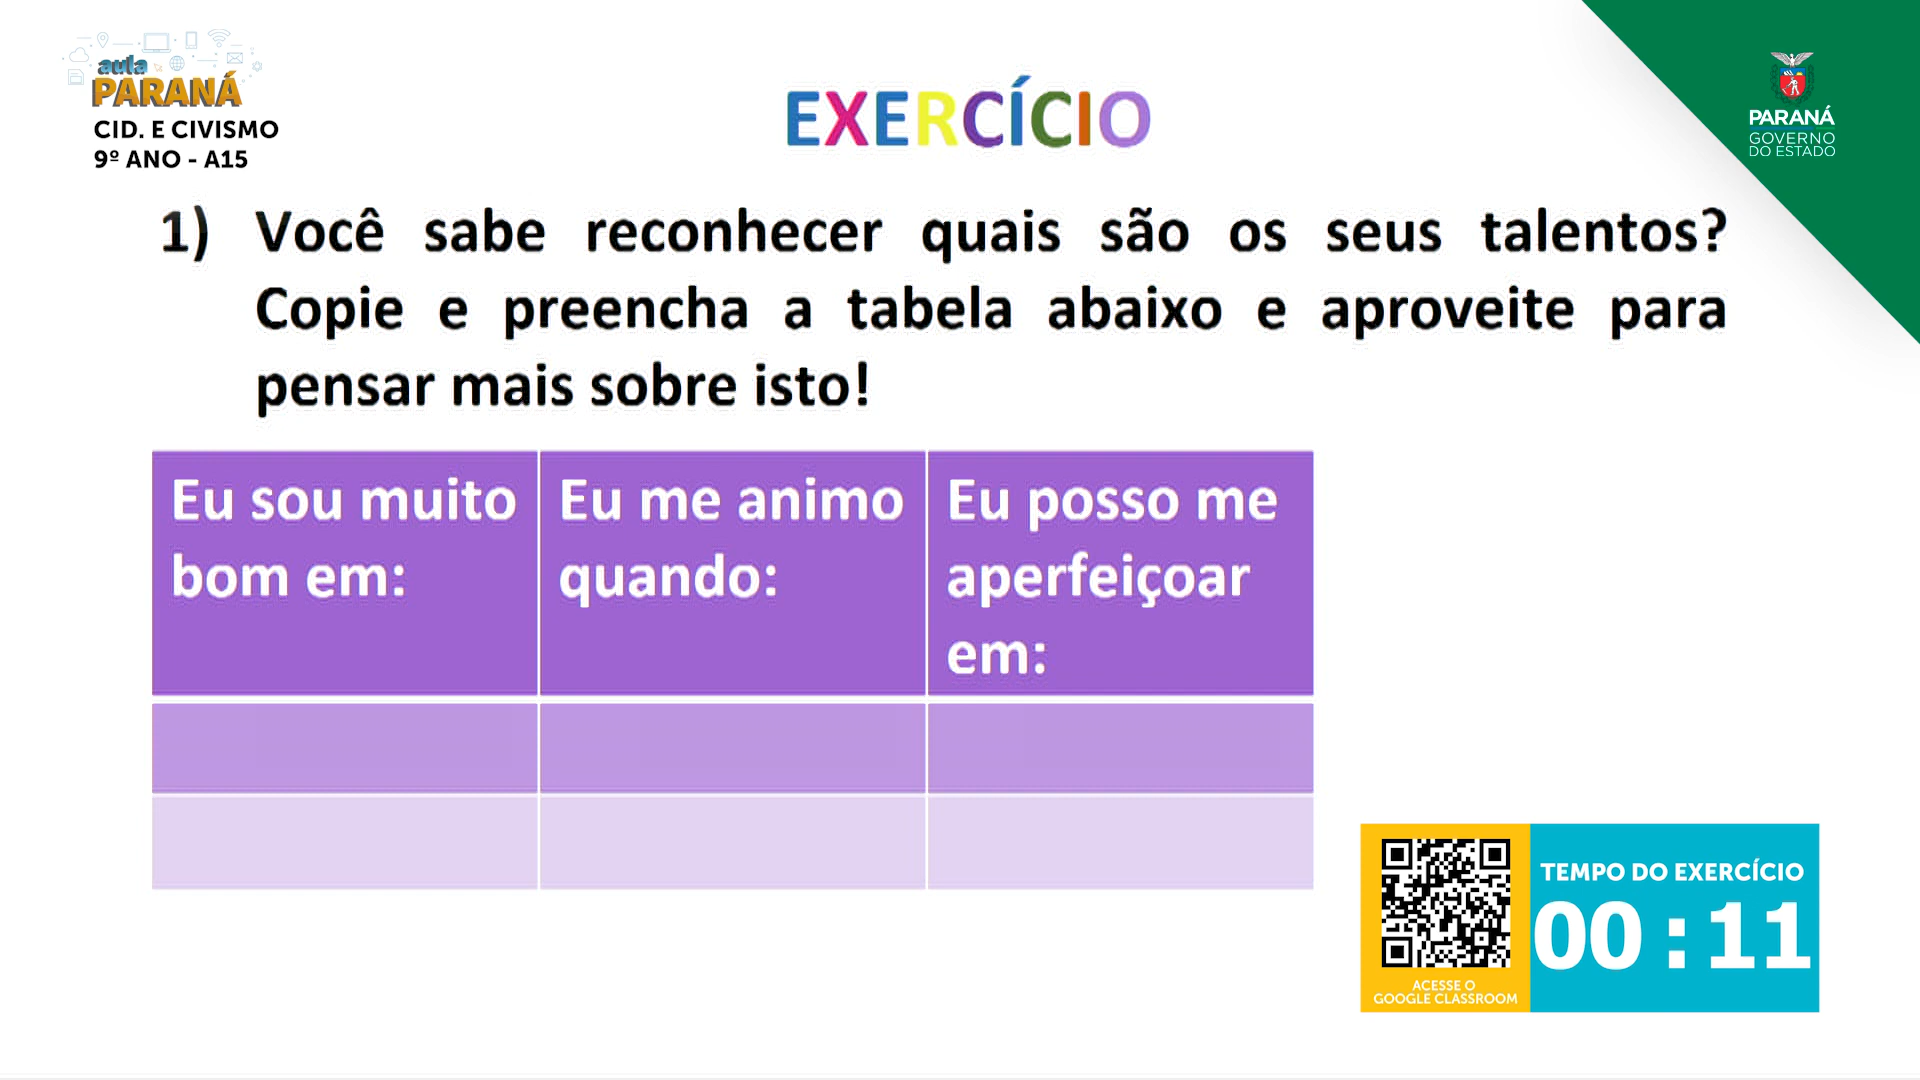 aula
PARANÁ
CID. E CIVISMO
9º ANO - A15
EXERCÍCIO
PARANÁ
GOVERNO
DO ESTADO
1) Você sabe reconhecer quais são os seus talentos?
Copie e preencha a tabela abaixo e aproveite para
pensar mais sobre isto!
Eu sou muito
bom em:
Eu me animo
quando:
Eu posso me
aperfeiçoar
em:
TEMPO DO EXERCÍCIO
00 : 11
ACESSE O
GOOGLE CLASSROOM